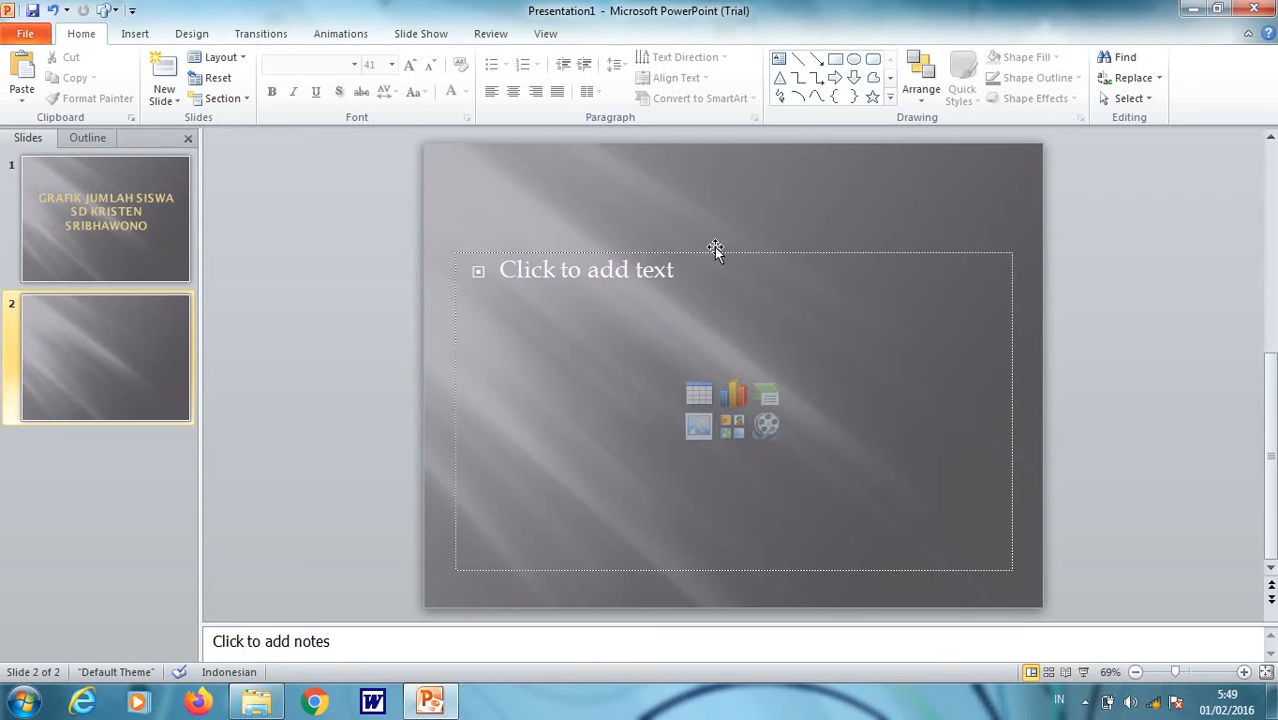 Presentation1 - Microsoft PowerPoint (Trial)
File Home Insert Design Transitions Animations Slide Show Review View
Paste
Cut
Copy
Format Painter
Clipboard
New Slide
Layout
Reset
Section
Slides
41
B I U S abc AV Aa A
Font
Text Direction
Align Text
Convert to SmartArt
Paragraph
Arrange
Quick Styles
Shape Fill
Shape Outline
Shape Effects
Drawing
Find
Replace
Select
Editing
Slides Outline
1
GRAFIK JUMLAH SISWA
SD KRISTEN
SRIBHAWONO
2
Click to add text
Click to add notes
Slide 2 of 2 "Default Theme" Indonesian 69%
IN
5:49
01/02/2016